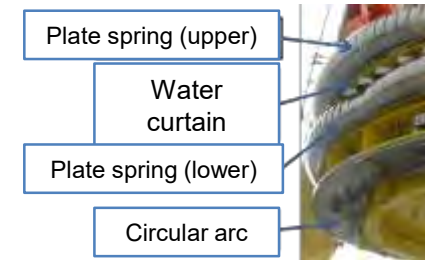 Plate spring (upper)
Water
curtain
Plate spring (lower)
Circular arc